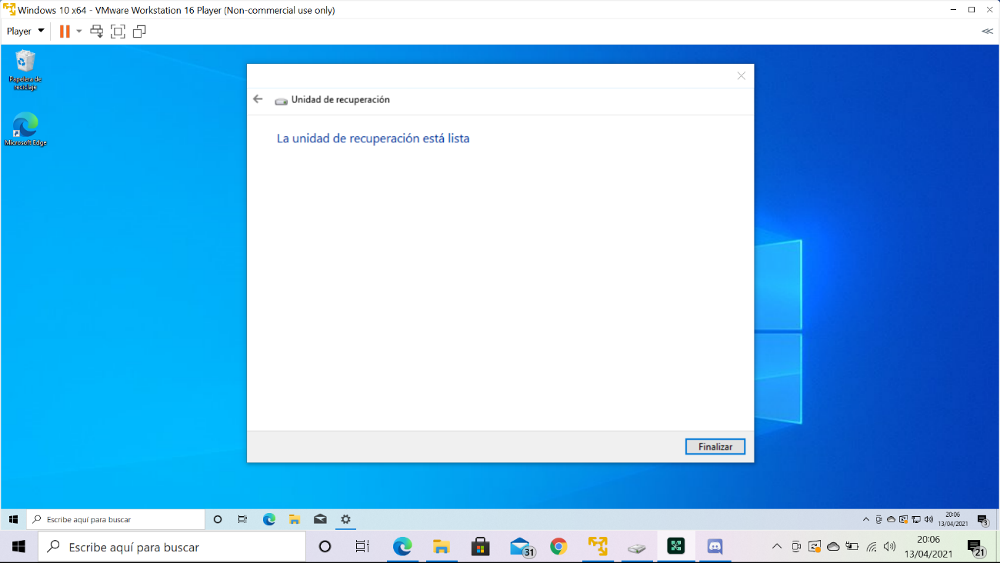 Windows 10 x64 - VMware Workstation 16 Player (Non-commercial use only)
Player
Papelera de
reciclaje
Microsoft Edge
Unidad de recuperación
La unidad de recuperación está lista
Finalizar
Escribe aquí para buscar
20:06
13/04/2021
3
Escribe aquí para buscar
31
20:06
13/04/2021
21